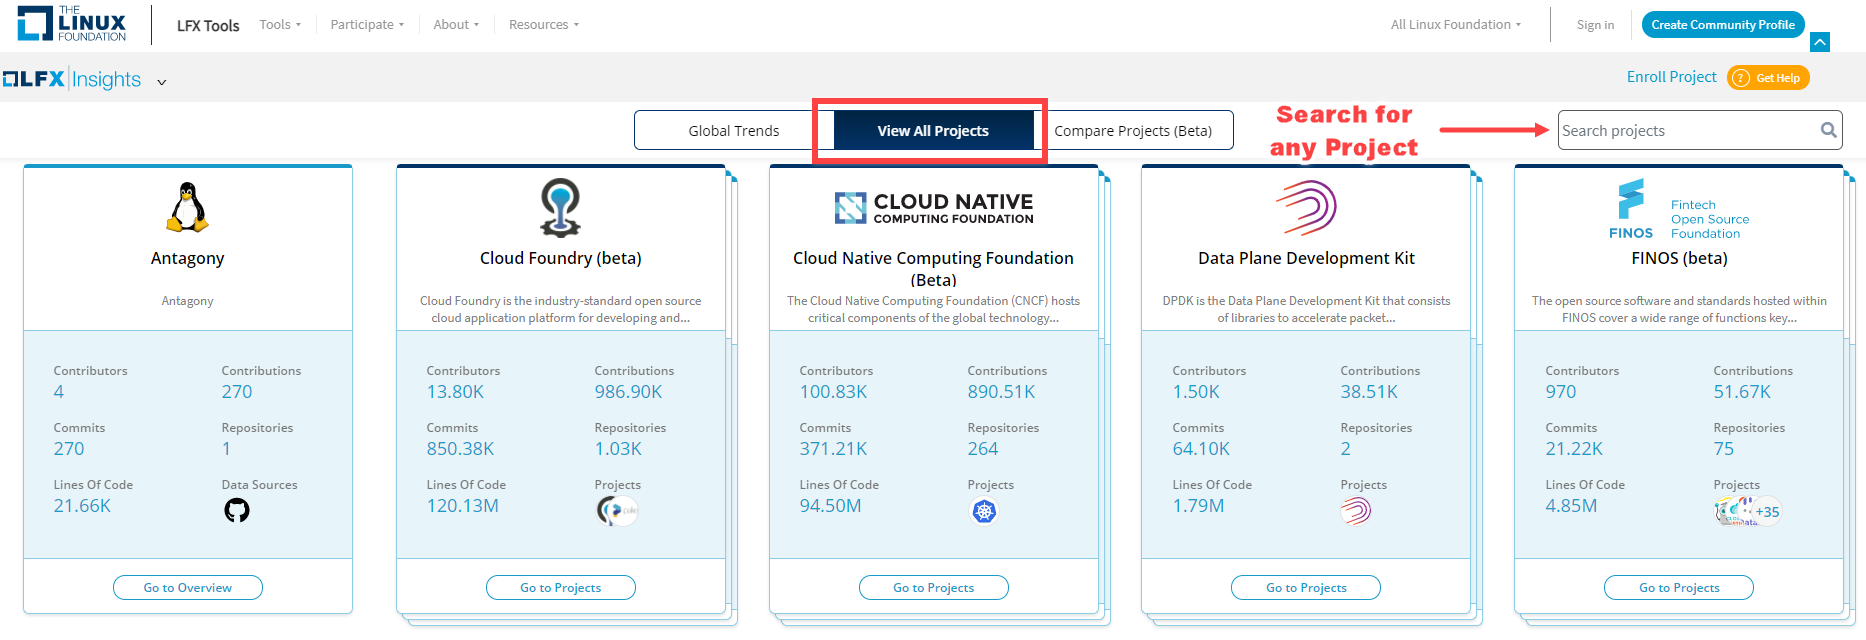 THE
LINUX
FOUNDATION
LFX Tools
Tools
Participate
About
Resources
All Linux Foundation
Sign in
Create Community Profile
LFX Insights
Enroll Project
? Get Help
Global Trends
View All Projects
Compare Projects (Beta)
Search for
any Project
Search projects
Antagony
Antagony
Contributors
4
Contributions
270
Commits
270
Repositories
1
Lines Of Code
21.66K
Data Sources
Go to Overview
Cloud Foundry (beta)
Cloud Foundry is the industry-standard open source
cloud application platform for developing and...
Contributors
13.80K
Contributions
986.90K
Commits
850.38K
Repositories
1.03K
Lines Of Code
120.13M
Projects
Go to Projects
CLOUD NATIVE
COMPUTING FOUNDATION
Cloud Native Computing Foundation
(Beta)
The Cloud Native Computing Foundation (CNCF) hosts
critical components of the global technology...
Contributors
100.83K
Contributions
890.51K
Commits
371.21K
Repositories
264
Lines Of Code
94.50M
Projects
Go to Projects
Data Plane Development Kit
DPDK is the Data Plane Development Kit that consists
of libraries to accelerate packet...
Contributors
1.50K
Contributions
38.51K
Commits
64.10K
Repositories
2
Lines Of Code
1.79M
Projects
Go to Projects
FINOS
Fintech
Open Source
Foundation
FINOS (beta)
The open source software and standards hosted within
FINOS cover a wide range of functions key...
Contributors
970
Contributions
51.67K
Commits
21.22K
Repositories
75
Lines Of Code
4.85M
Projects
+35
Go to Projects